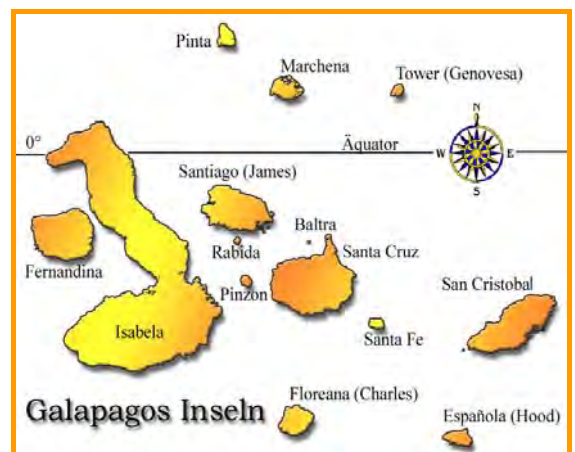 Pinta
Marchena
Tower (Genovesa)
N
0°
Äquator
W
E
S
Santiago (James)
Baltra
Rabida
Santa Cruz
Fernandina
Pinzon
San Cristobal
Isabela
Santa Fe
Floreana (Charles)
Galapagos Inseln
Española (Hood)